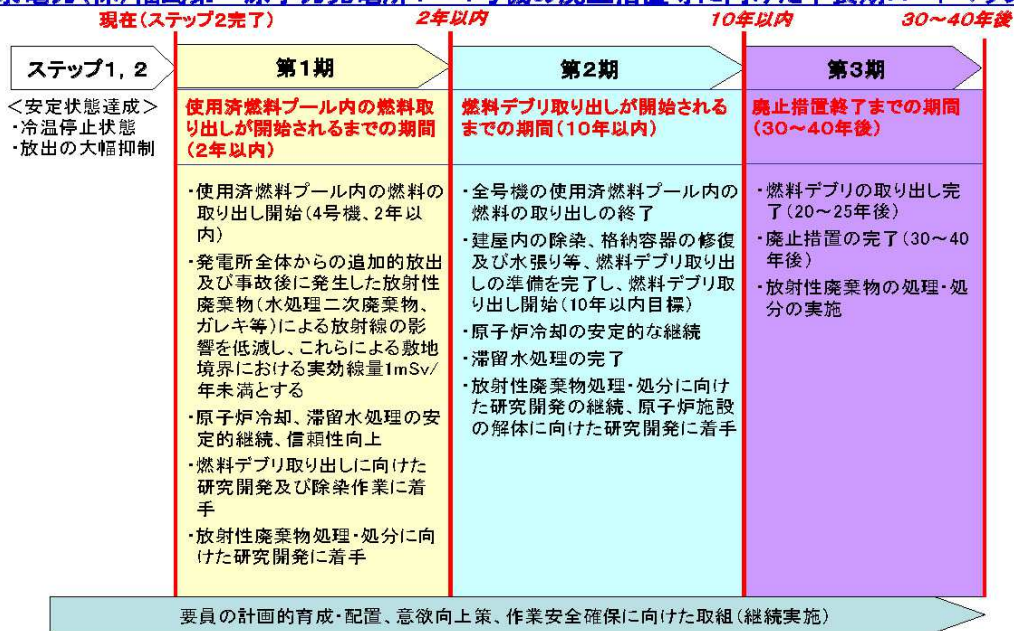 現在(ステップ2完了)
2年以内
10年以内
30～40年後
ステップ1, 2
第1期
第2期
第3期
＜安定状態達成＞
・冷温停止状態
・放出の大幅抑制
使用済燃料プール内の燃料取
り出しが開始されるまでの期間
(2年以内)
・使用済燃料プール内の燃料の
取り出し開始(4号機、2年以
内)
・発電所全体からの追加的放出
及び事故後に発生した放射性
廃棄物(水処理二次廃棄物、
ガレキ等)による放射線の影
響を低減し、これらによる敷地
境界における実効線量1mSv/
年未満とする
・原子炉冷却、滞留水処理の安
定的継続、信頼性向上
・燃料デブリ取り出しに向けた
研究開発及び除染作業に着
手
・放射性廃棄物処理・処分に向
けた研究開発に着手
燃料デブリ取り出しが開始される
までの期間(10年以内)
・全号機の使用済燃料プール内の
燃料の取り出しの終了
・建屋内の除染、格納容器の修復
及び水張り等、燃料デブリ取り出
しの準備を完了し、燃料デブリ取
り出し開始(10年以内目標)
・原子炉冷却の安定的な継続
・滞留水処理の完了
・放射性廃棄物処理・処分に向け
た研究開発の継続、原子炉施設
の解体に向けた研究開発に着手
廃止措置終了までの期間
(30～40年後)
・燃料デブリの取り出し完
了(20～25年後)
・廃止措置の完了(30～40
年後)
・放射性廃棄物の処理・処
分の実施
要員の計画的育成・配置、意欲向上策、作業安全確保に向けた取組(継続実施)